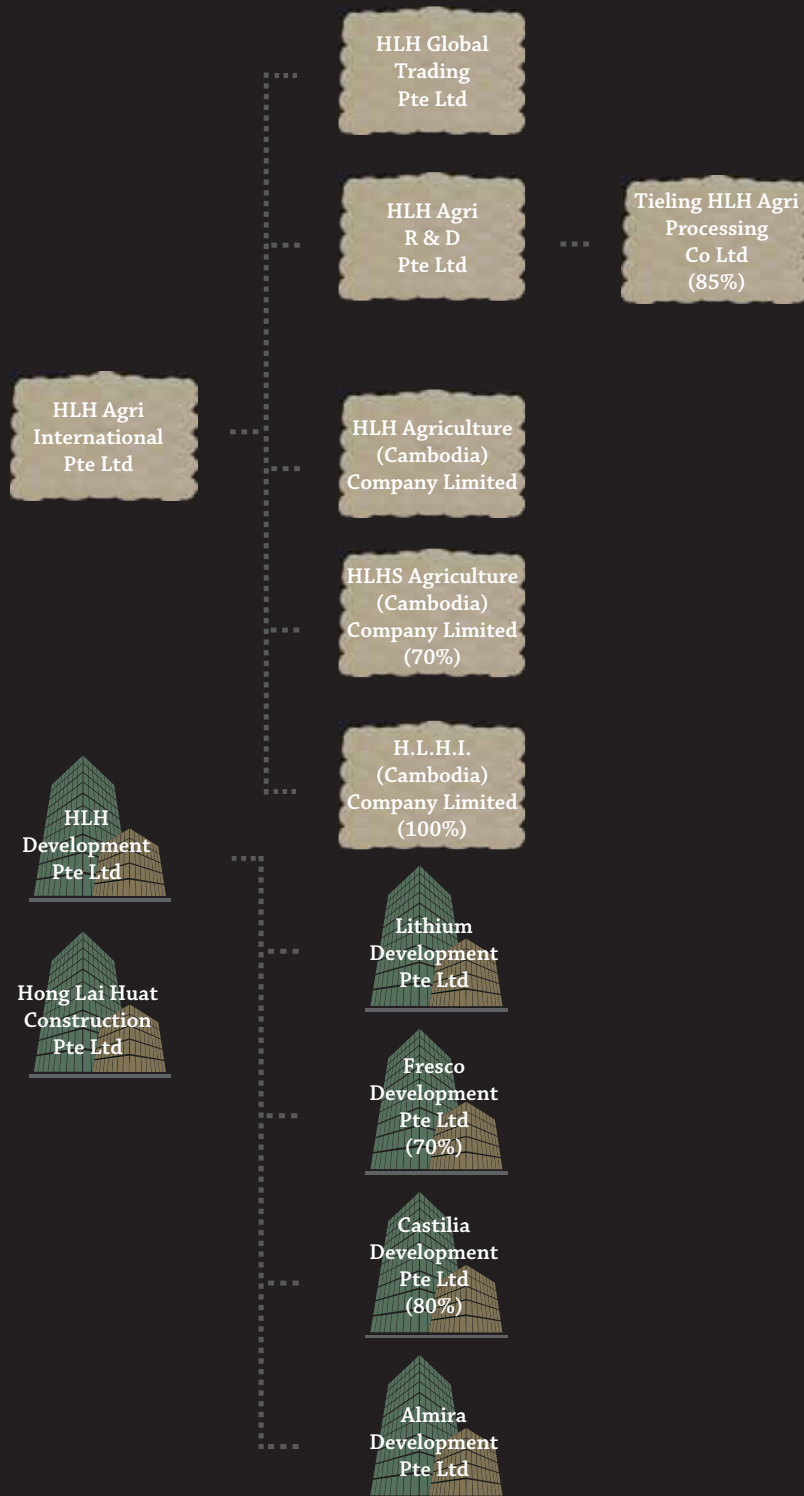 HLH Global
Trading
Pte Ltd
HLH Agri
R & D
Pte Ltd
Tieling HLH Agri
Processing
Co Ltd
(85%)
HLH Agri
International
Pte Ltd
HLH Agriculture
(Cambodia)
Company Limited
HLHS Agriculture
(Cambodia)
Company Limited
(70%)
H.L.H.I.
(Cambodia)
Company Limited
(100%)
HLH
Development
Pte Ltd
Hong Lai Huat
Construction
Pte Ltd
Lithium
Development
Pte Ltd
Fresco
Development
Pte Ltd
(70%)
Castilia
Development
Pte Ltd
(80%)
Almira
Development
Pte Ltd